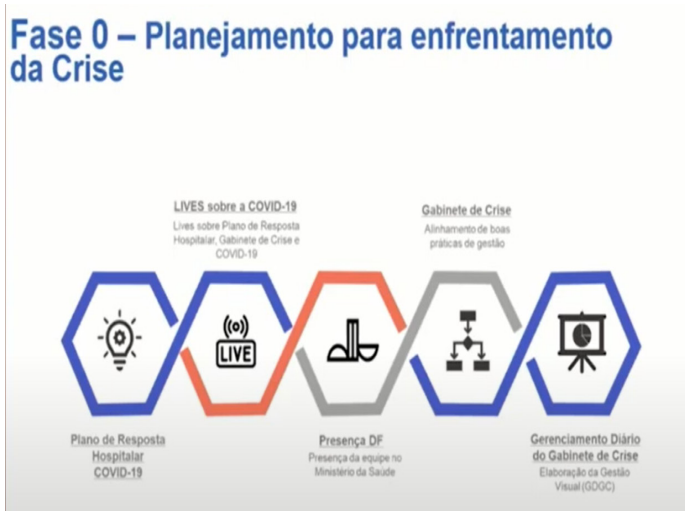 Fase 0 – Planejamento para enfrentamento
da Crise
LIVES sobre a COVID-19
Lives sobre Plano de Resposta
Hospitalar, Gabinete de Crise e
COVID-19
Gabinete de Crise
Alinhamento de boas
práticas de gestão
LIVE
Plano de Resposta
Hospitalar
COVID-19
Presença DF
Presença da equipe no
Ministério da Saúde
Gerenciamento Diário
do Gabinete de Crise
Elaboração da Gestão
Visual (GDGC)